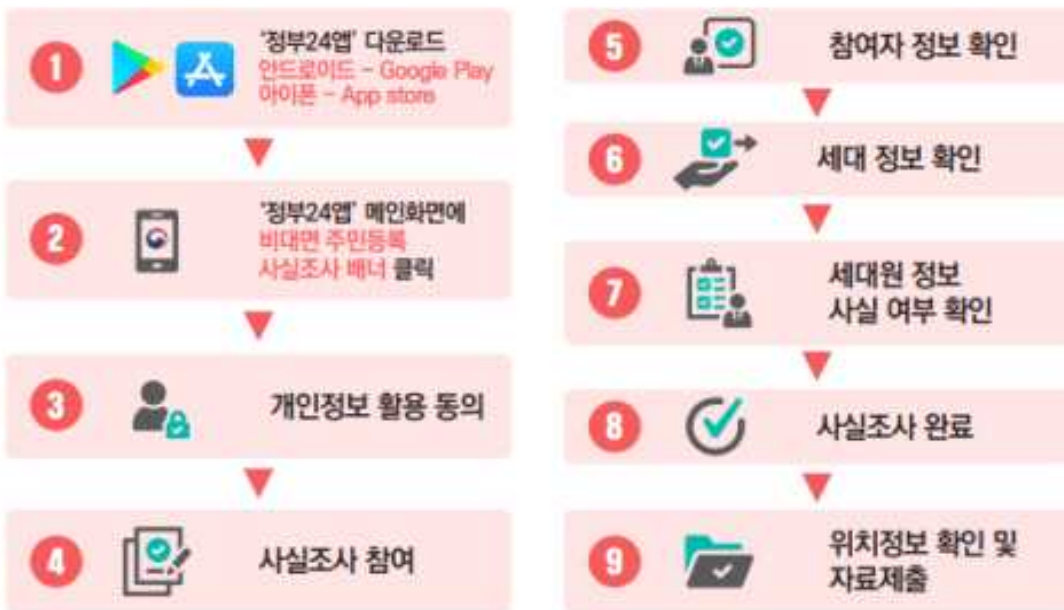 1
'정부24앱' 다운로드
안드로이드 - Google Play
아이폰 - App store
2
'정부24앱' 메인화면에
비대면 주민등록
사실조사 배너 클릭
3
개인정보 활용 동의
4
사실조사 참여
5
참여자 정보 확인
6
세대 정보 확인
7
세대원 정보
사실 여부 확인
8
사실조사 완료
9
위치정보 확인 및
자료제출